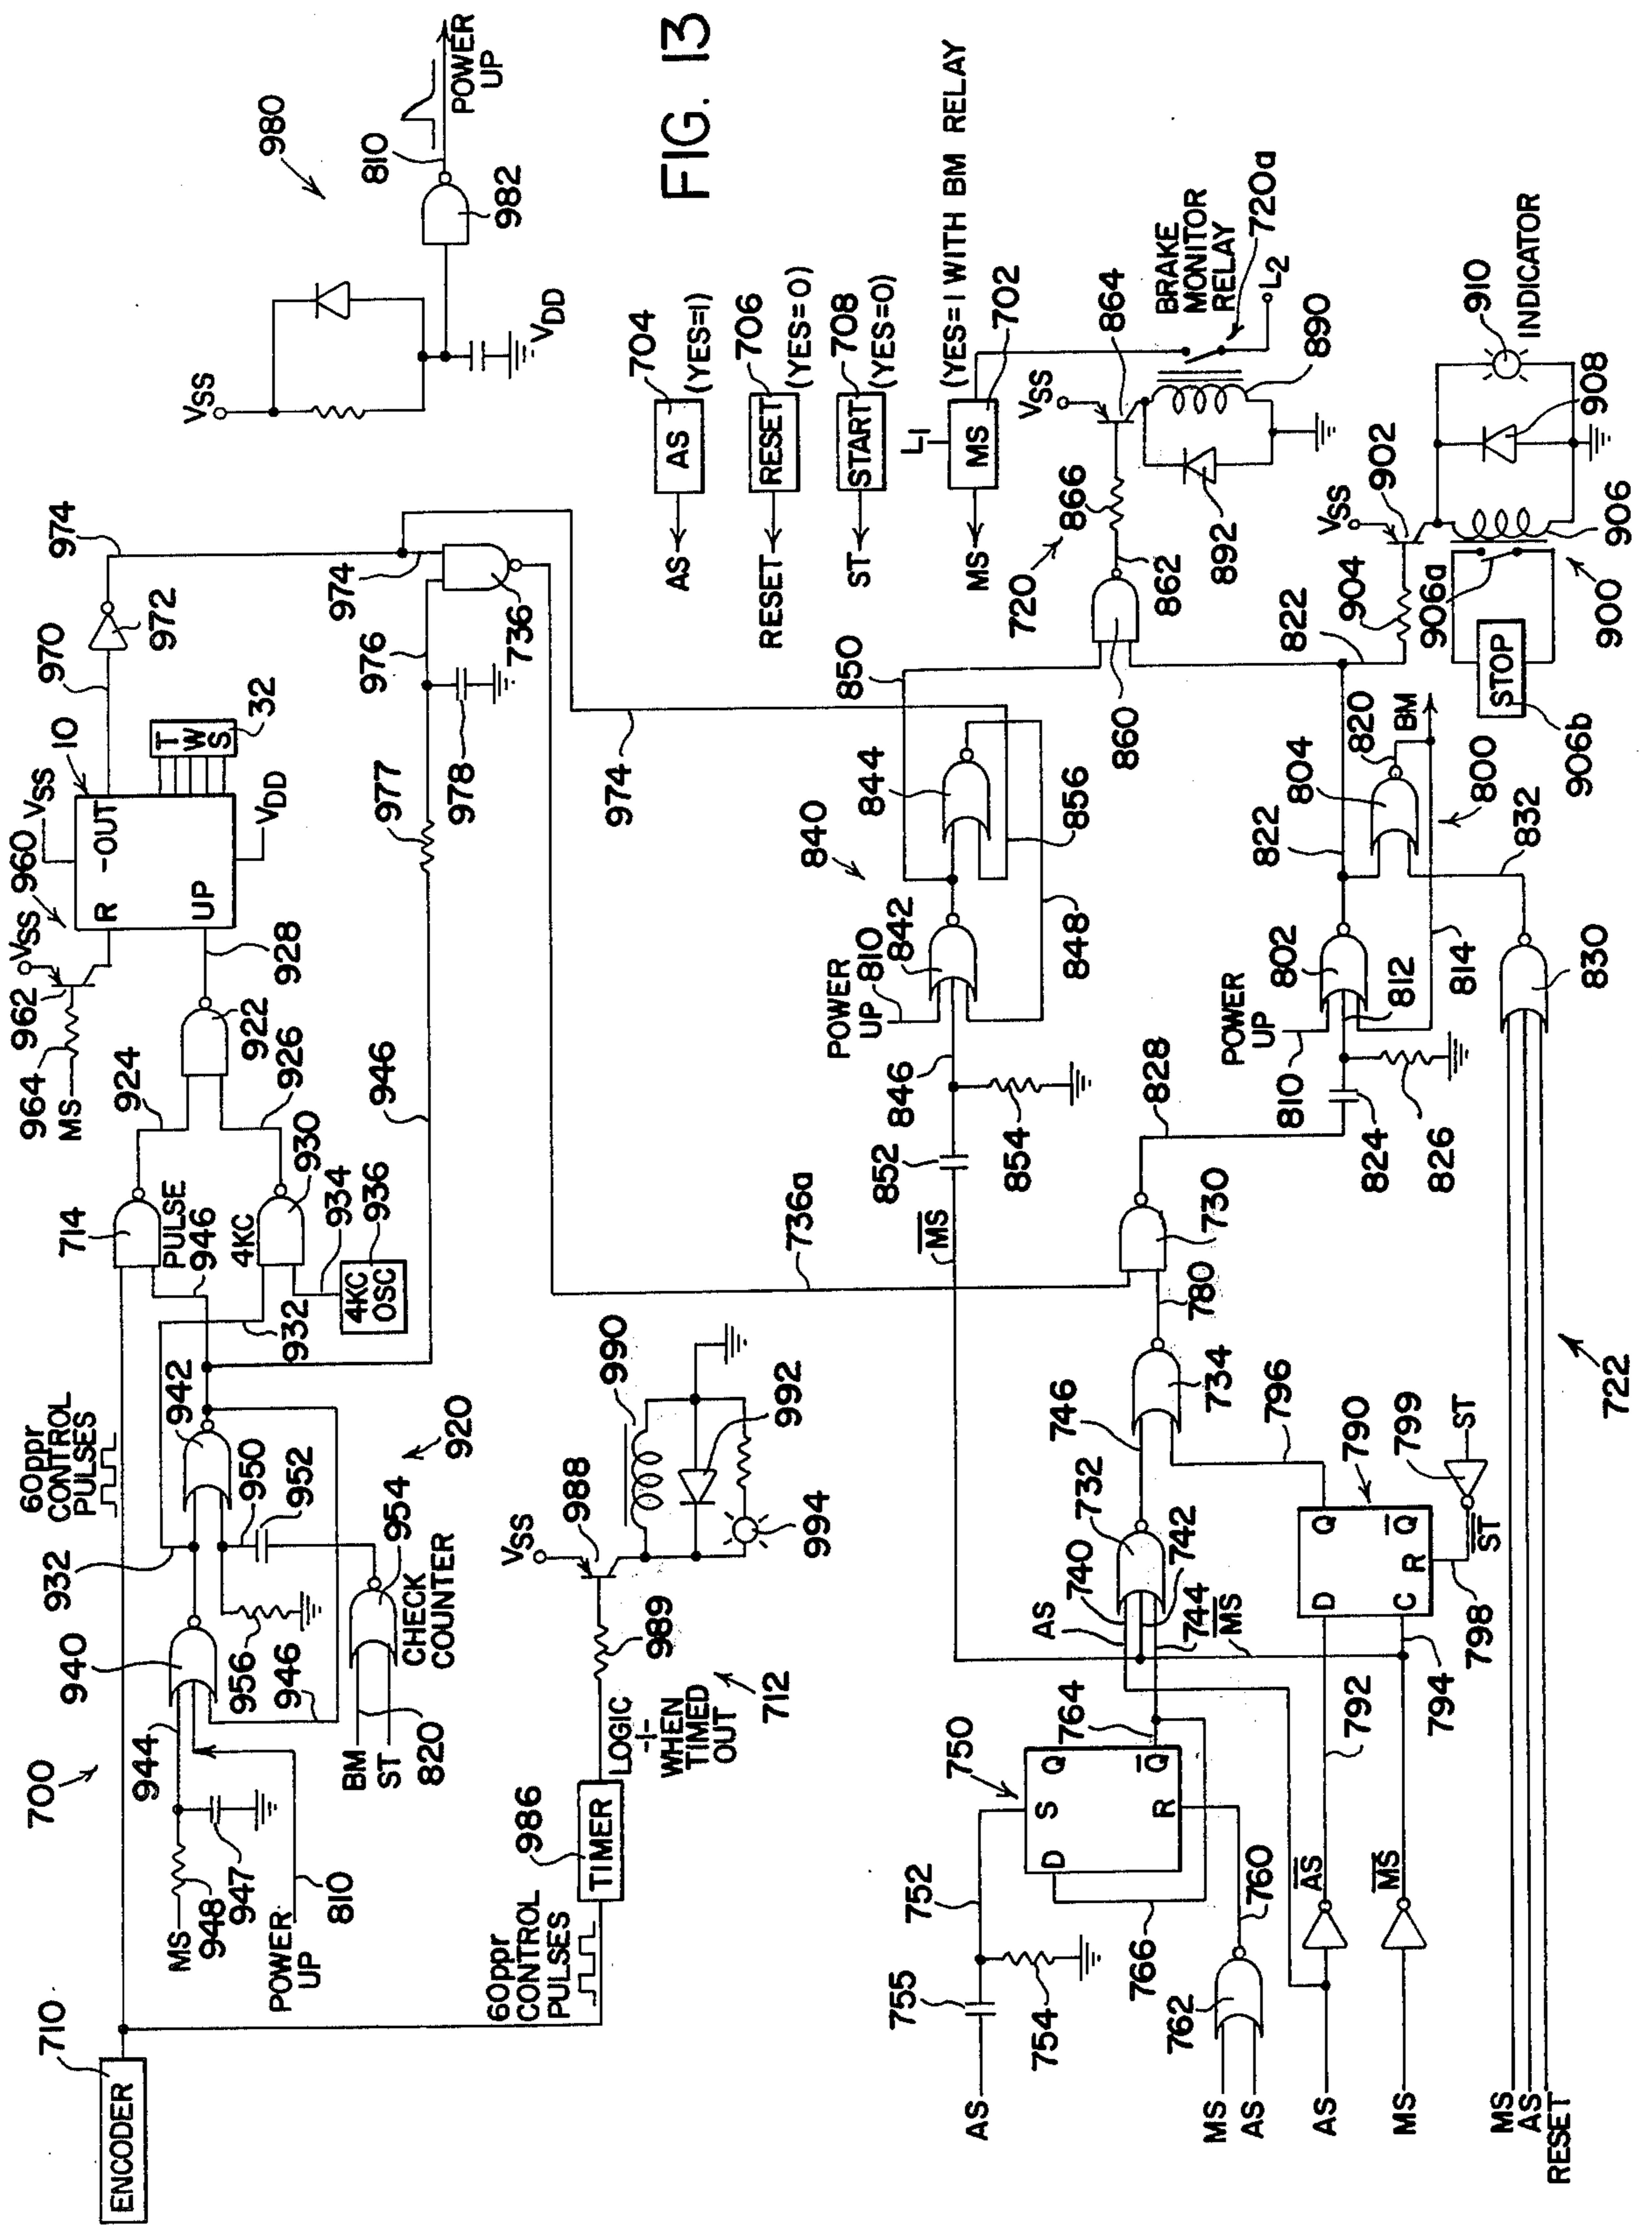 FIG. 13
700
710
ENCODER
60ppr
CONTROL
PULSES
MS
948
947
944
POWER
UP
810
940
932
942
946
956
950
952
954
BM
ST
820
CHECK
COUNTER
920
714
PULSE
946
4KC
932
930
934
4KC
OSC
936
924
922
926
928
946
964
MS
962
VSS
960
VSS
10
R
-OUT
UP
VDD
T
W
S
32
970
972
974
977
978
976
974
736
974
980
VSS
VDD
982
810
POWER
UP
60ppr
CONTROL
PULSES
986
TIMER
LOGIC
-1-
WHEN
TIMED
OUT
712
989
VSS
988
990
992
994
704
AS
AS
(YES=1)
706
RESET
RESET
(YES=0)
708
ST
START
(YES=0)
MS
MS
L1
702
(YES=1 WITH BM RELAY
BRAKE
MONITOR
RELAY
720a
L2
AS
755
752
754
750
S
Q
D
R
Q
764
766
MS
AS
762
760
AS
AS
MS
MS
792
794
AS
740
742
744
MS
732
746
734
780
796
790
D
Q
C
R
Q
798
ST
799
ST
736a
730
828
MS
852
854
846
POWER
UP
810
842
840
844
848
856
850
860
862
720
866
VSS
864
892
890
POWER
UP
810
824
826
812
814
802
822
804
820
BM
800
832
830
722
MS
AS
RESET
822
904
VSS
902
906a
906
900
STOP
906b
908
910
INDICATOR